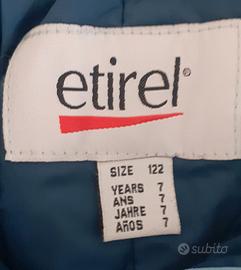 etirel®
SIZE 122
YEARS 7
ANS 7
JAHRE 7
AÑOS 7
subito